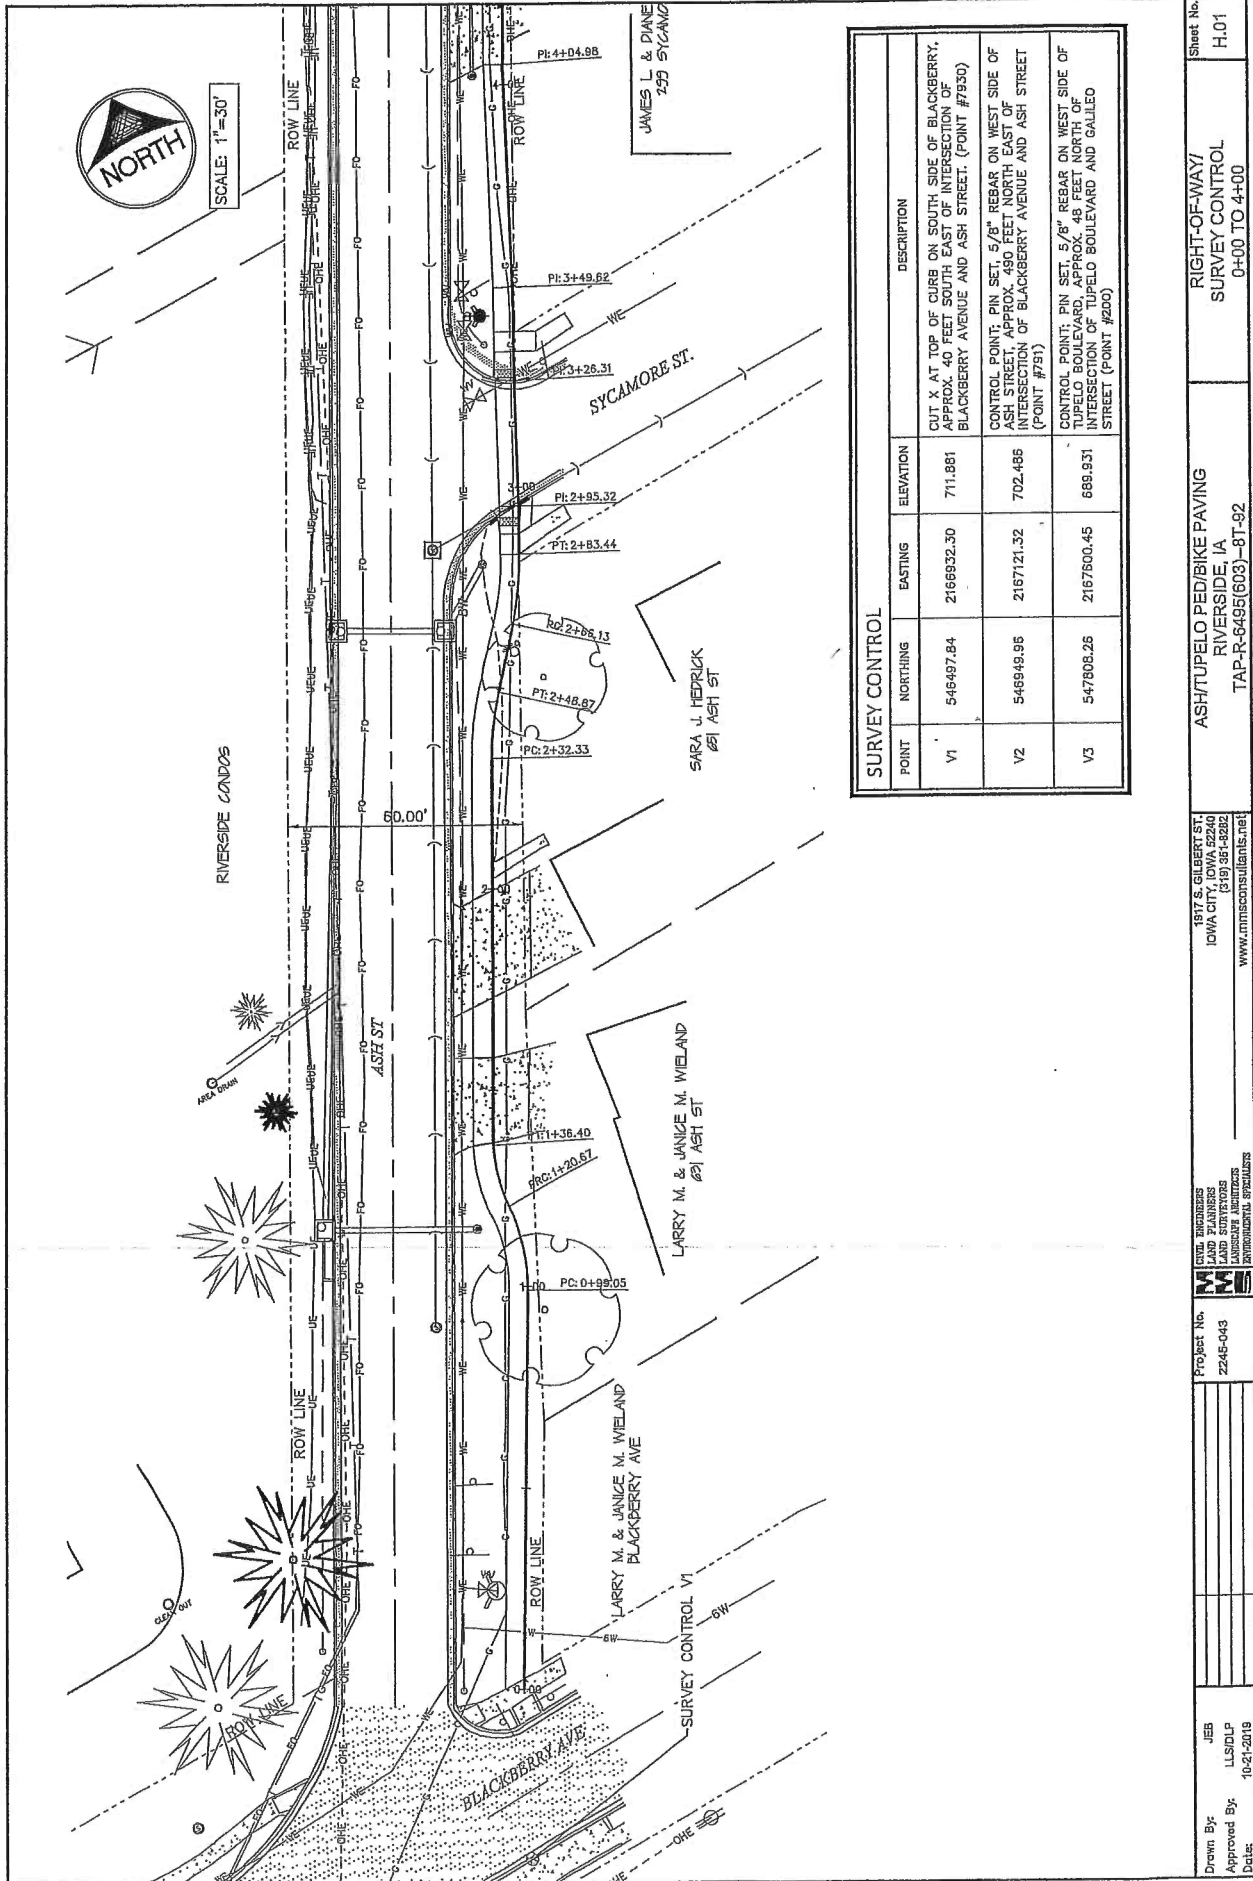 NORTH
SCALE: 1"=30'
ROW LINE
ROW LINE
JAMES L. & DIANE
299 SYCAMO
PI: 4+04.98
PI: 3+49.62
PI: 3+26.31
SYCAMORE ST.
3+00
PI: 2+95.32
PT: 2+83.44
PT: 2+48.87
PC: 2+32.33
SARA J. HEDRICK
651 ASH ST
RIVERSIDE CONDOS
60.00'
2+00
ASH ST
AREA DRAIN
LARRY M. & JANICE M. WIELAND
631 ASH ST
PRC: 1+20.67
1+00
PC: 0+99.05
ROW LINE
LARRY M. & JANICE M. WIELAND
BLACKBERRY AVE
ROW LINE
CLEAN OUT
ROW LINE
0+00
BLACKBERRY AVE
SURVEY CONTROL V1
SURVEY CONTROL
POINT NORTHING EASTING ELEVATION DESCRIPTION
V1 546497.84 2166932.30 711.881 CUT X AT TOP OF CURB ON SOUTH SIDE OF BLACKBERRY,
APPROX. 40 FEET SOUTH EAST OF INTERSECTION OF
BLACKBERRY AVENUE AND ASH STREET. (POINT #7930)
V2 546949.95 2167121.32 702.486 CONTROL POINT; PIN SET, 5/8" REBAR ON WEST SIDE OF
ASH STREET, APPROX. 490 FEET NORTH EAST OF
INTERSECTION OF BLACKBERRY AVENUE AND ASH STREET
(POINT #791)
V3 547808.26 2167600.45 689.931 CONTROL POINT; PIN SET, 5/8" REBAR ON WEST SIDE OF
TUPELO BOULEVARD, APPROX. 48 FEET NORTH OF
INTERSECTION OF TUPELO BOULEVARD AND GALILEO
STREET (POINT #200)
Drawn By: JEB
Approved By: LLS/DLP
Date: 10-21-2019
Project No.
2245-043
MMS
CIVIL ENGINEERS
LAND PLANNERS
LAND SURVEYORS
LANDSCAPE ARCHITECTS
ENVIRONMENTAL SPECIALISTS
1917 S. GILBERT ST.
IOWA CITY, IOWA 52240
(319) 351-8282
www.mmsconsultants.net
ASH/TUPELO PED/BIKE PAVING
RIVERSIDE, IA
TAP-R-6495(603)--8T-92
RIGHT-OF-WAY/
SURVEY CONTROL
0+00 TO 4+00
Sheet No.
H.01